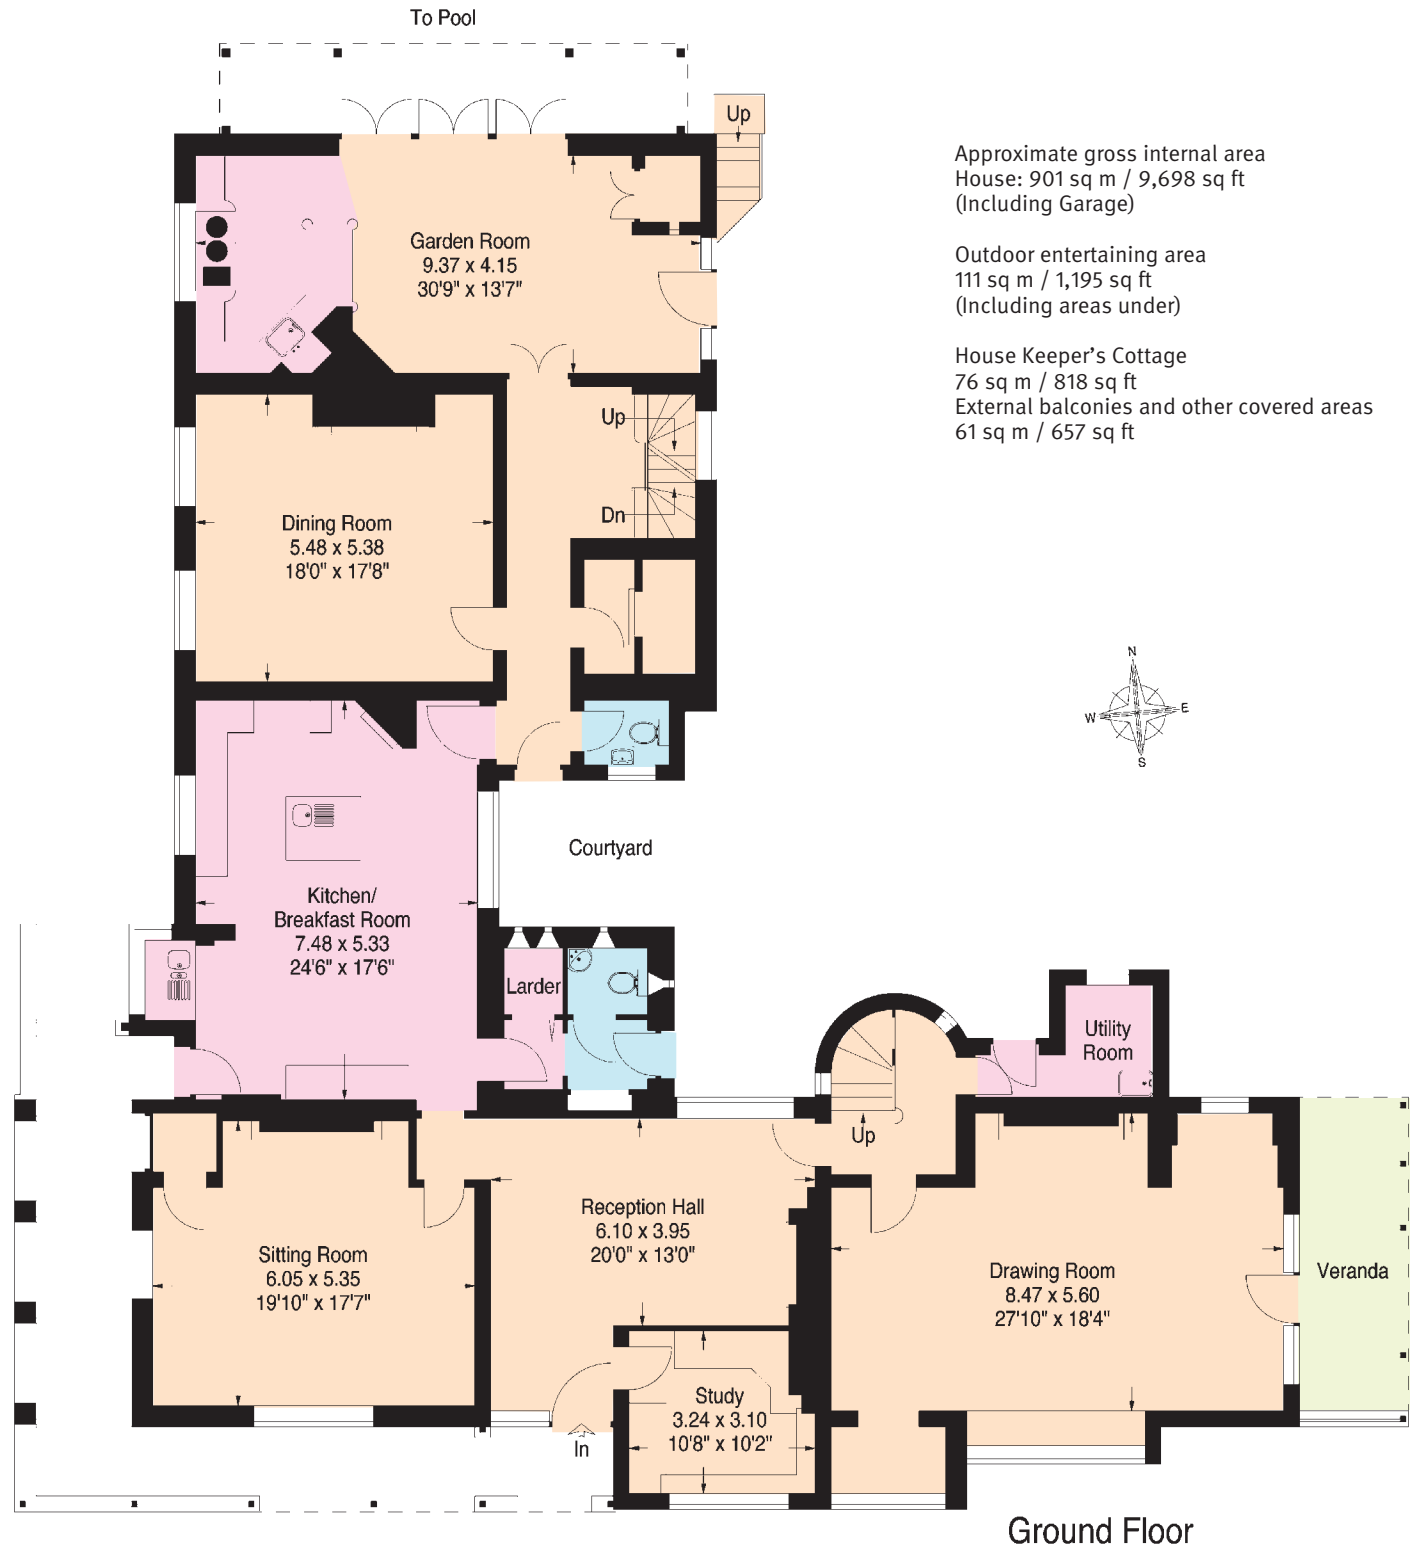 To Pool
Up
Approximate gross internal area
House: 901 sq m / 9,698 sq ft
(Including Garage)
Outdoor entertaining area
111 sq m / 1,195 sq ft
(Including areas under)
House Keeper’s Cottage
76 sq m / 818 sq ft
External balconies and other covered areas
61 sq m / 657 sq ft
Garden Room
9.37 x 4.15
30'9" x 13'7"
Up
Dn
Dining Room
5.48 x 5.38
18'0" x 17'8"
N
W
E
S
Courtyard
Kitchen/
Breakfast Room
7.48 x 5.33
24'6" x 17'6"
Larder
Utility
Room
Up
Reception Hall
6.10 x 3.95
20'0" x 13'0"
Sitting Room
6.05 x 5.35
19'10" x 17'7"
Drawing Room
8.47 x 5.60
27'10" x 18'4"
Veranda
Study
3.24 x 3.10
10'8" x 10'2"
In
Ground Floor